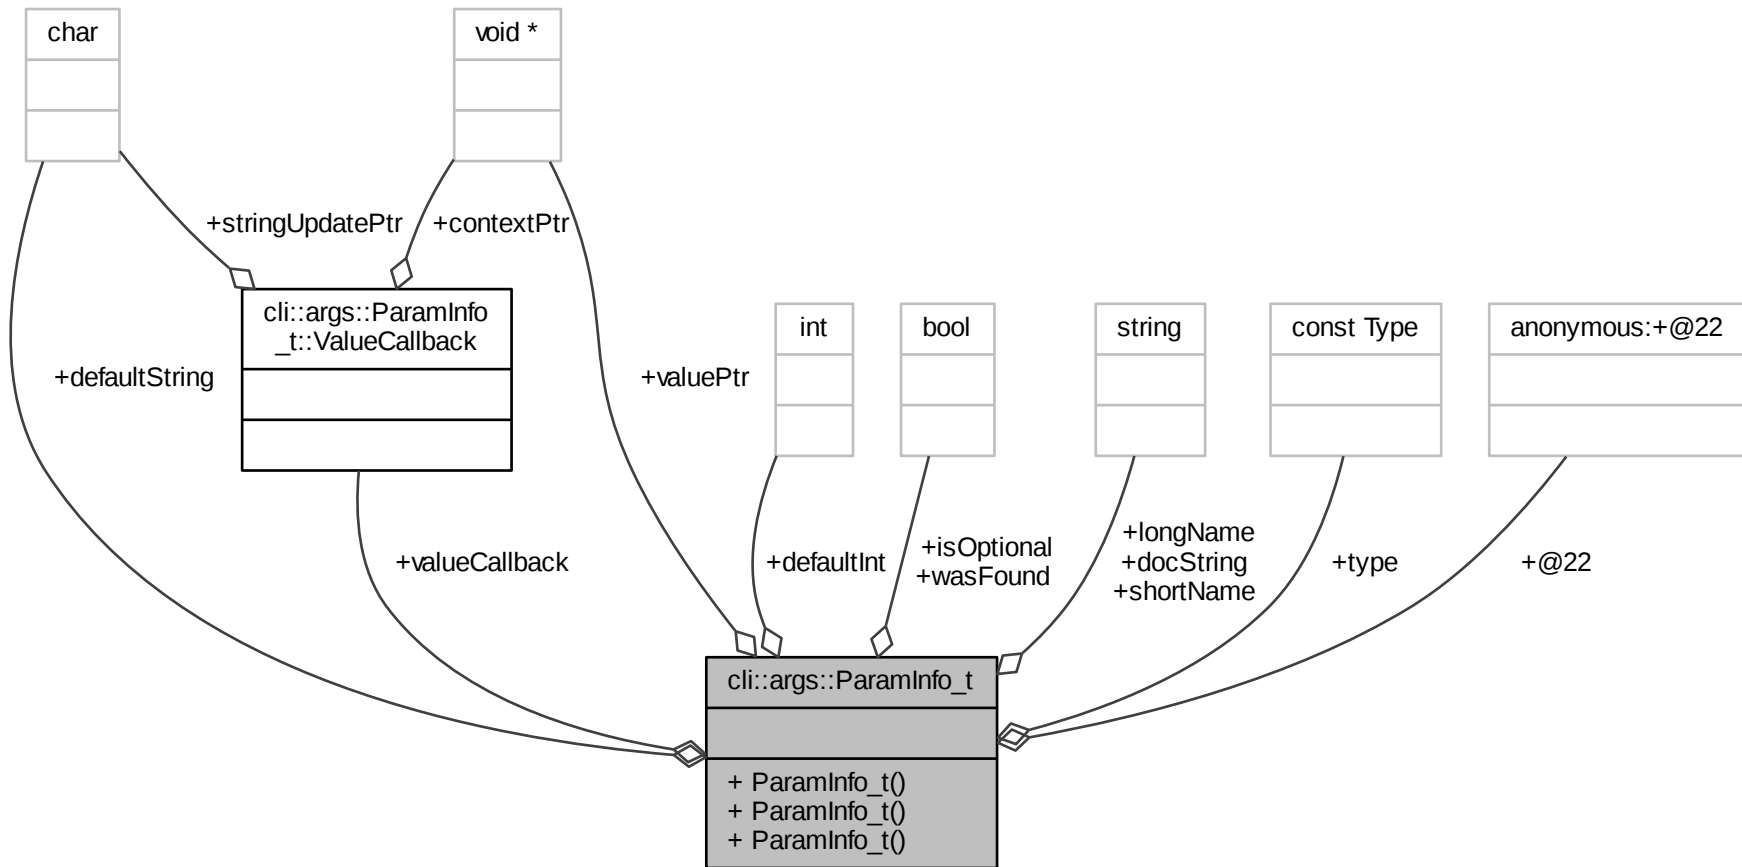 char
void *
+stringUpdatePtr
+contextPtr
cli::args::ParamInfo
_t::ValueCallback
int
bool
string
const Type
anonymous:+@22
+defaultString
+valuePtr
+valueCallback
+defaultInt
+isOptional
+wasFound
+longName
+docString
+shortName
+type
+@22
cli::args::ParamInfo_t
+ ParamInfo_t()
+ ParamInfo_t()
+ ParamInfo_t()